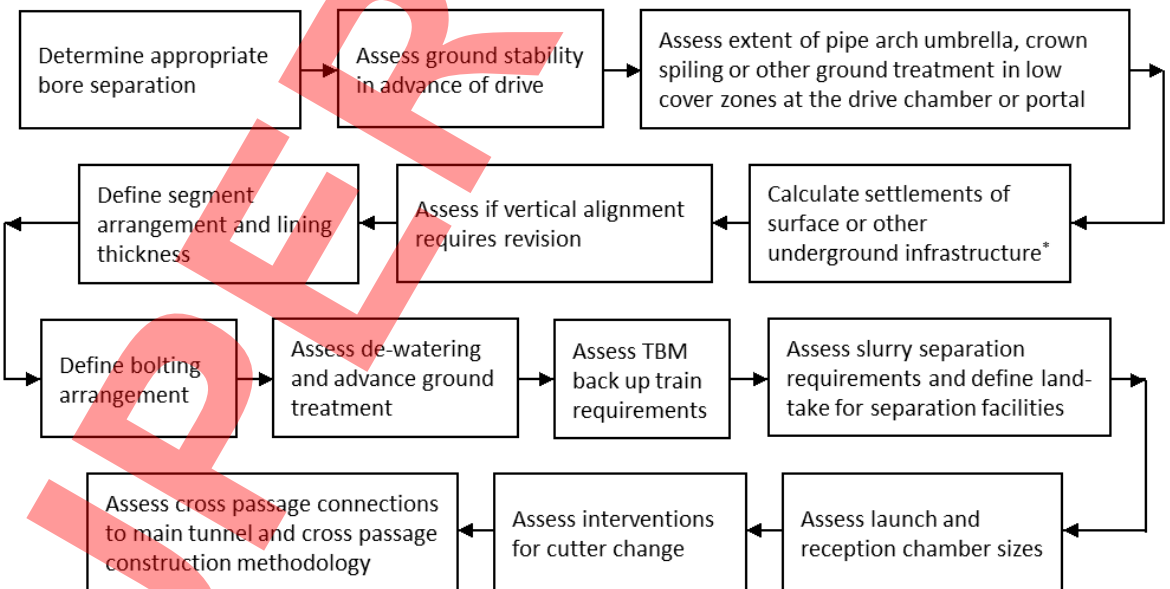 Determine appropriate
bore separation
Assess ground stability
in advance of drive
Assess extent of pipe arch umbrella, crown
spiling or other ground treatment in low
cover zones at the drive chamber or portal
Calculate settlements of
surface or other
underground infrastructure*
Assess if vertical alignment
requires revision
Define segment
arrangement and lining
thickness
Define bolting
arrangement
Assess de-watering
and advance ground
treatment
Assess TBM
back up train
requirements
Assess slurry separation
requirements and define land-
take for separation facilities
Assess launch and
reception chamber sizes
Assess interventions
for cutter change
Assess cross passage connections
to main tunnel and cross passage
construction methodology
UPER